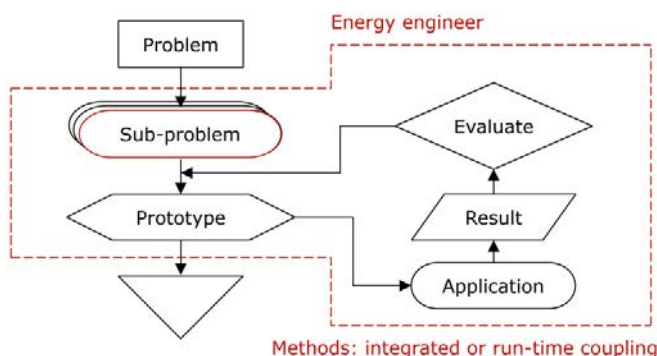 Energy engineer
Problem
Sub-problem
Evaluate
Prototype
Result
Application
Methods: integrated or run-time coupling